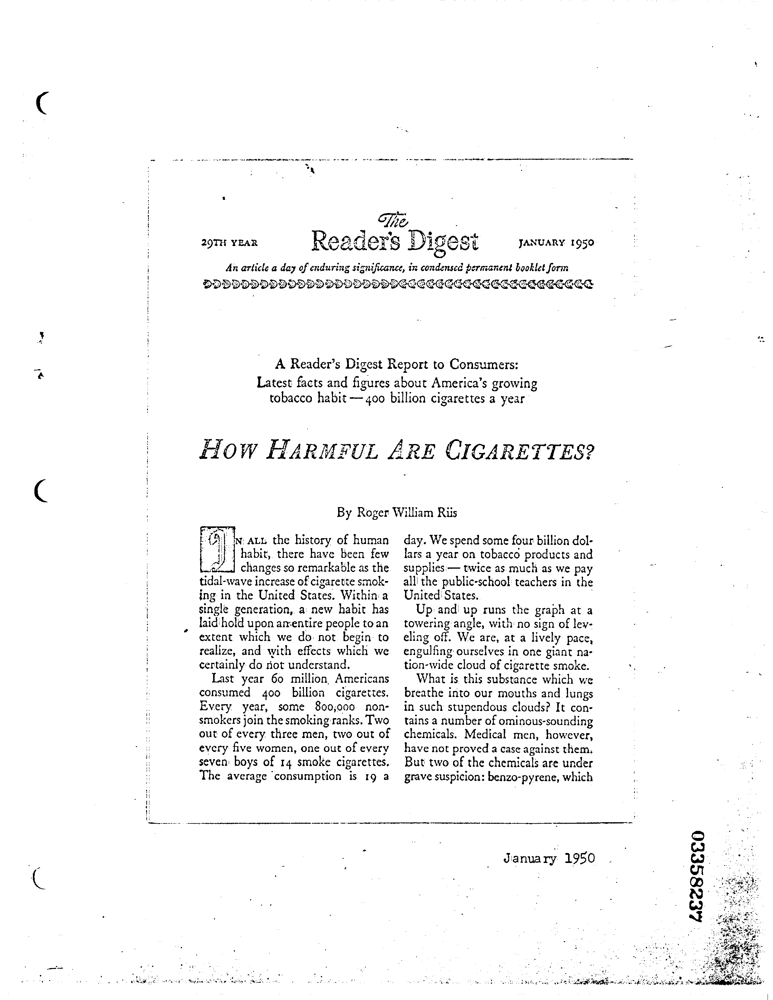 The
29TH YEAR Reader's Digest JANUARY 1950
An article a day of enduring significance, in condensed permanent booklet form
A Reader's Digest Report to Consumers:
Latest facts and figures about America's growing
tobacco habit — 400 billion cigarettes a year
HOW HARMFUL ARE CIGARETTES?
By Roger William Riis
IN ALL the history of human
habit, there have been few
changes so remarkable as the
tidal-wave increase of cigarette smok-
ing in the United States. Within a
single generation, a new habit has
laid hold upon an entire people to an
extent which we do not begin to
realize, and with effects which we
certainly do not understand.
Last year 60 million Americans
consumed 400 billion cigarettes.
Every year, some 800,000 non-
smokers join the smoking ranks. Two
out of every three men, two out of
every five women, one out of every
seven boys of 14 smoke cigarettes.
The average consumption is 19 a
day. We spend some four billion dol-
lars a year on tobacco products and
supplies — twice as much as we pay
all the public-school teachers in the
United States.
Up and up runs the graph at a
towering angle, with no sign of lev-
eling off. We are, at a lively pace,
engulfing ourselves in one giant na-
tion-wide cloud of cigarette smoke.
What is this substance which we
breathe into our mouths and lungs
in such stupendous clouds? It con-
tains a number of ominous-sounding
chemicals. Medical men, however,
have not proved a case against them.
But two of the chemicals are under
grave suspicion: benzo-pyrene, which
January 1950
03358237